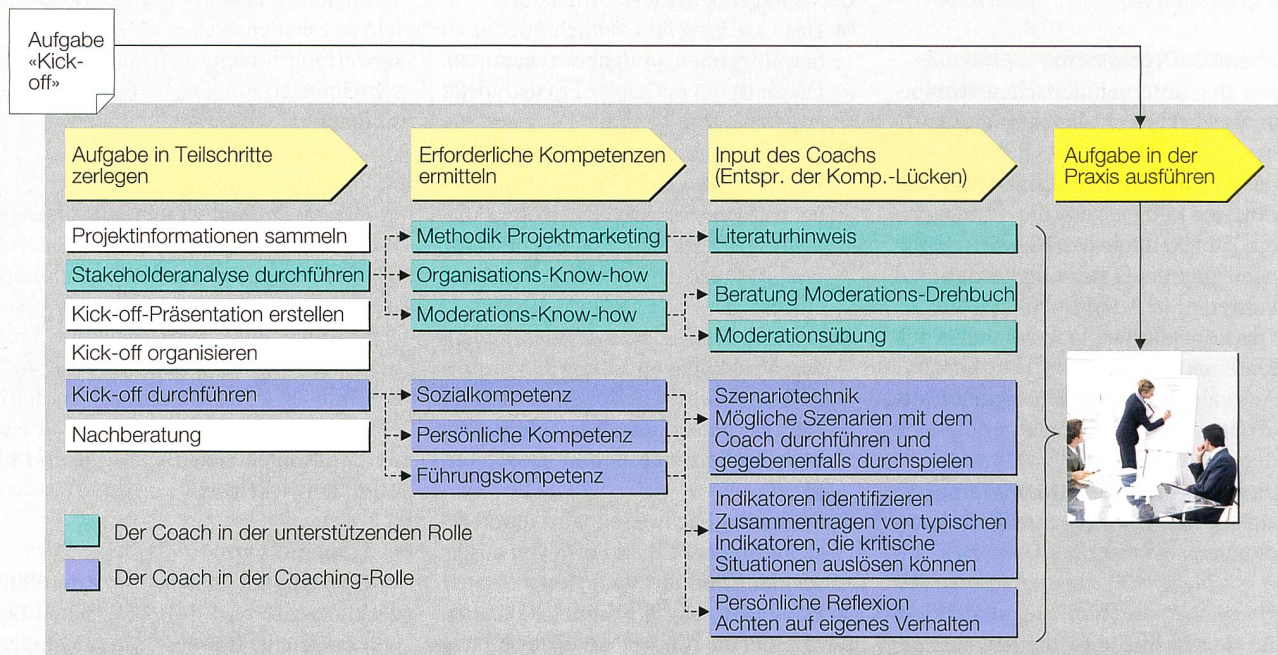 Aufgabe
«Kick-
off»
Aufgabe in Teilschritte
zerlegen
Erforderliche Kompetenzen
ermitteln
Input des Coachs
(Entspr. der Komp.-Lücken)
Aufgabe in der
Praxis ausführen
Projektinformationen sammeln
Stakeholderanalyse durchführen
Kick-off-Präsentation erstellen
Kick-off organisieren
Kick-off durchführen
Nachberatung
Methodik Projektmarketing
Organisations-Know-how
Moderations-Know-how
Sozialkompetenz
Persönliche Kompetenz
Führungskompetenz
Literaturhinweis
Beratung Moderations-Drehbuch
Moderationsübung
Szenariotechnik
Mögliche Szenarien mit dem
Coach durchführen und
gegebenenfalls durchspielen
Indikatoren identifizieren
Zusammentragen von typischen
Indikatoren, die kritische
Situationen auslösen können
Persönliche Reflexion
Achten auf eigenes Verhalten
Der Coach in der unterstützenden Rolle
Der Coach in der Coaching-Rolle